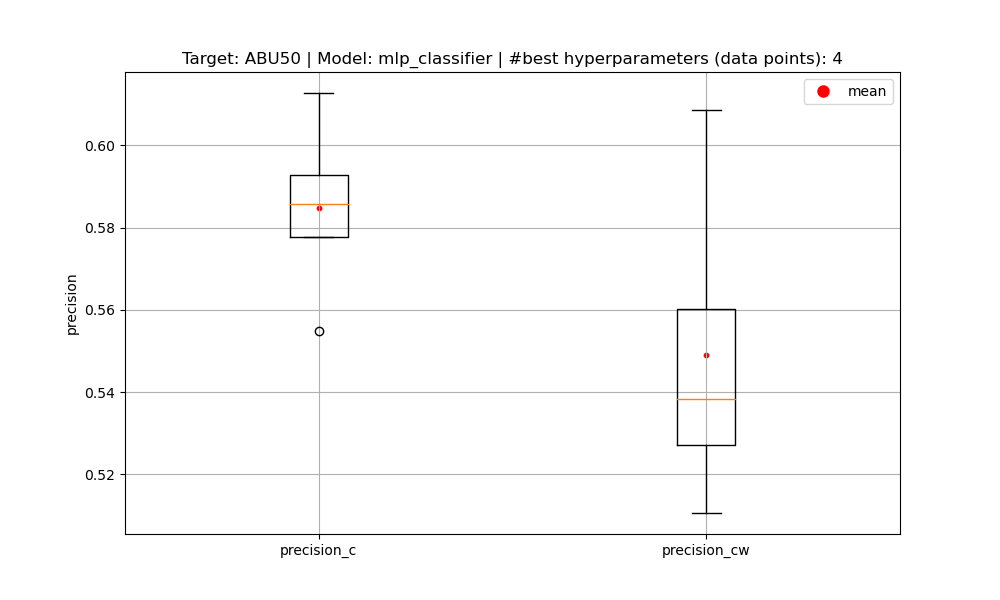 Target: ABU50 | Model: mlp_classifier | #best hyperparameters (data points): 4
mean
0.60
0.58
0.56
0.54
0.52
precision
precision_c
precision_cw